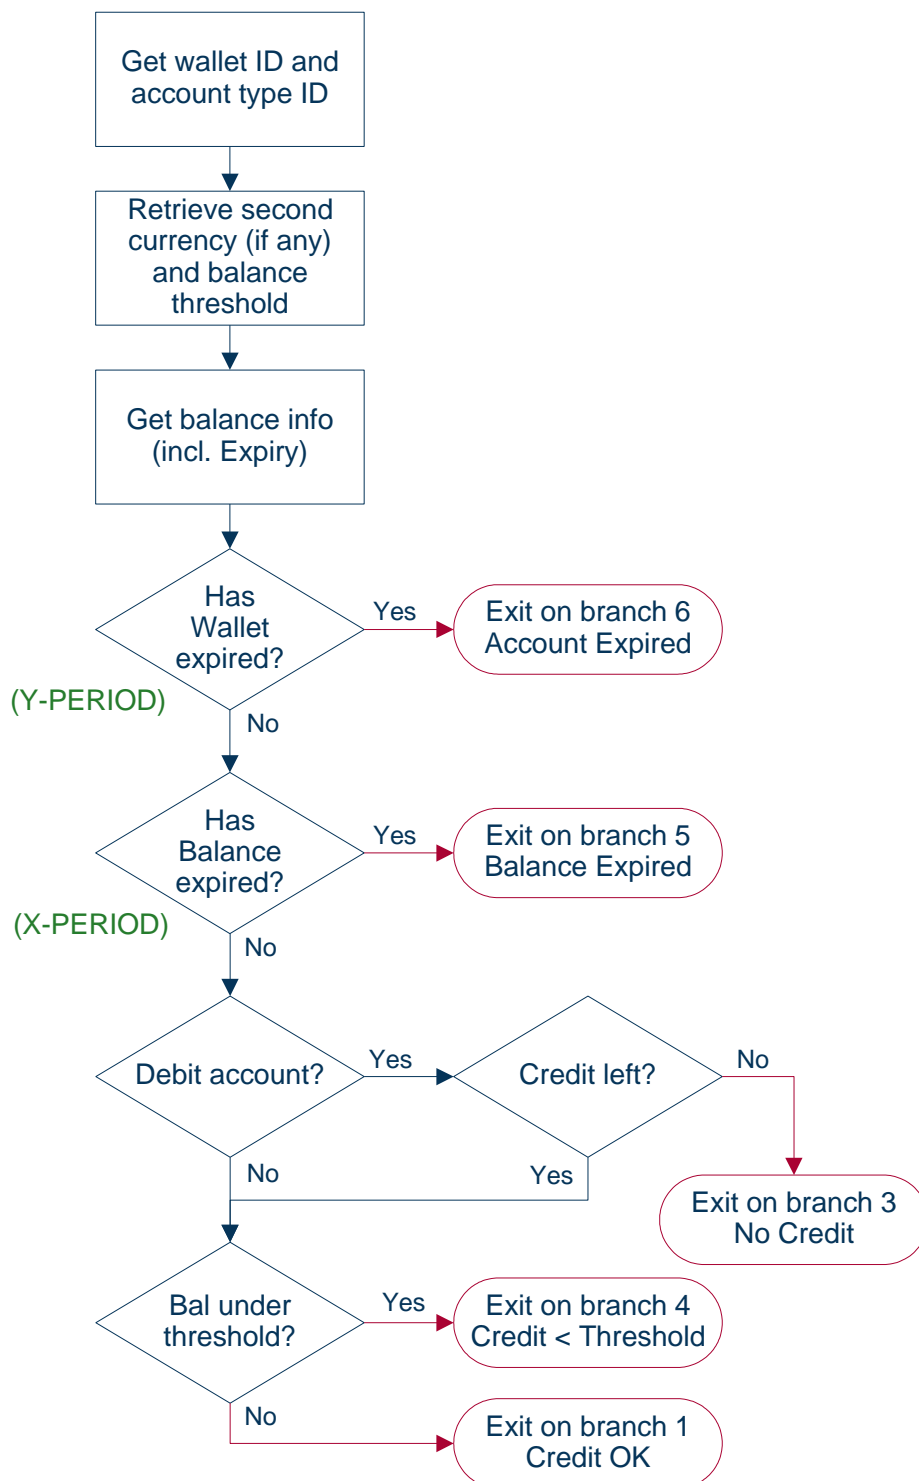 Get wallet ID and
account type ID
Retrieve second
currency (if any)
and balance
threshold
Get balance info
(incl. Expiry)
Has
Wallet
expired?
Yes
Exit on branch 6
Account Expired
(Y-PERIOD)
No
Has
Balance
expired?
Yes
Exit on branch 5
Balance Expired
(X-PERIOD)
No
Debit account?
Yes
Credit left?
No
No
Yes
Exit on branch 3
No Credit
Bal under
threshold?
Yes
Exit on branch 4
Credit < Threshold
No
Exit on branch 1
Credit OK